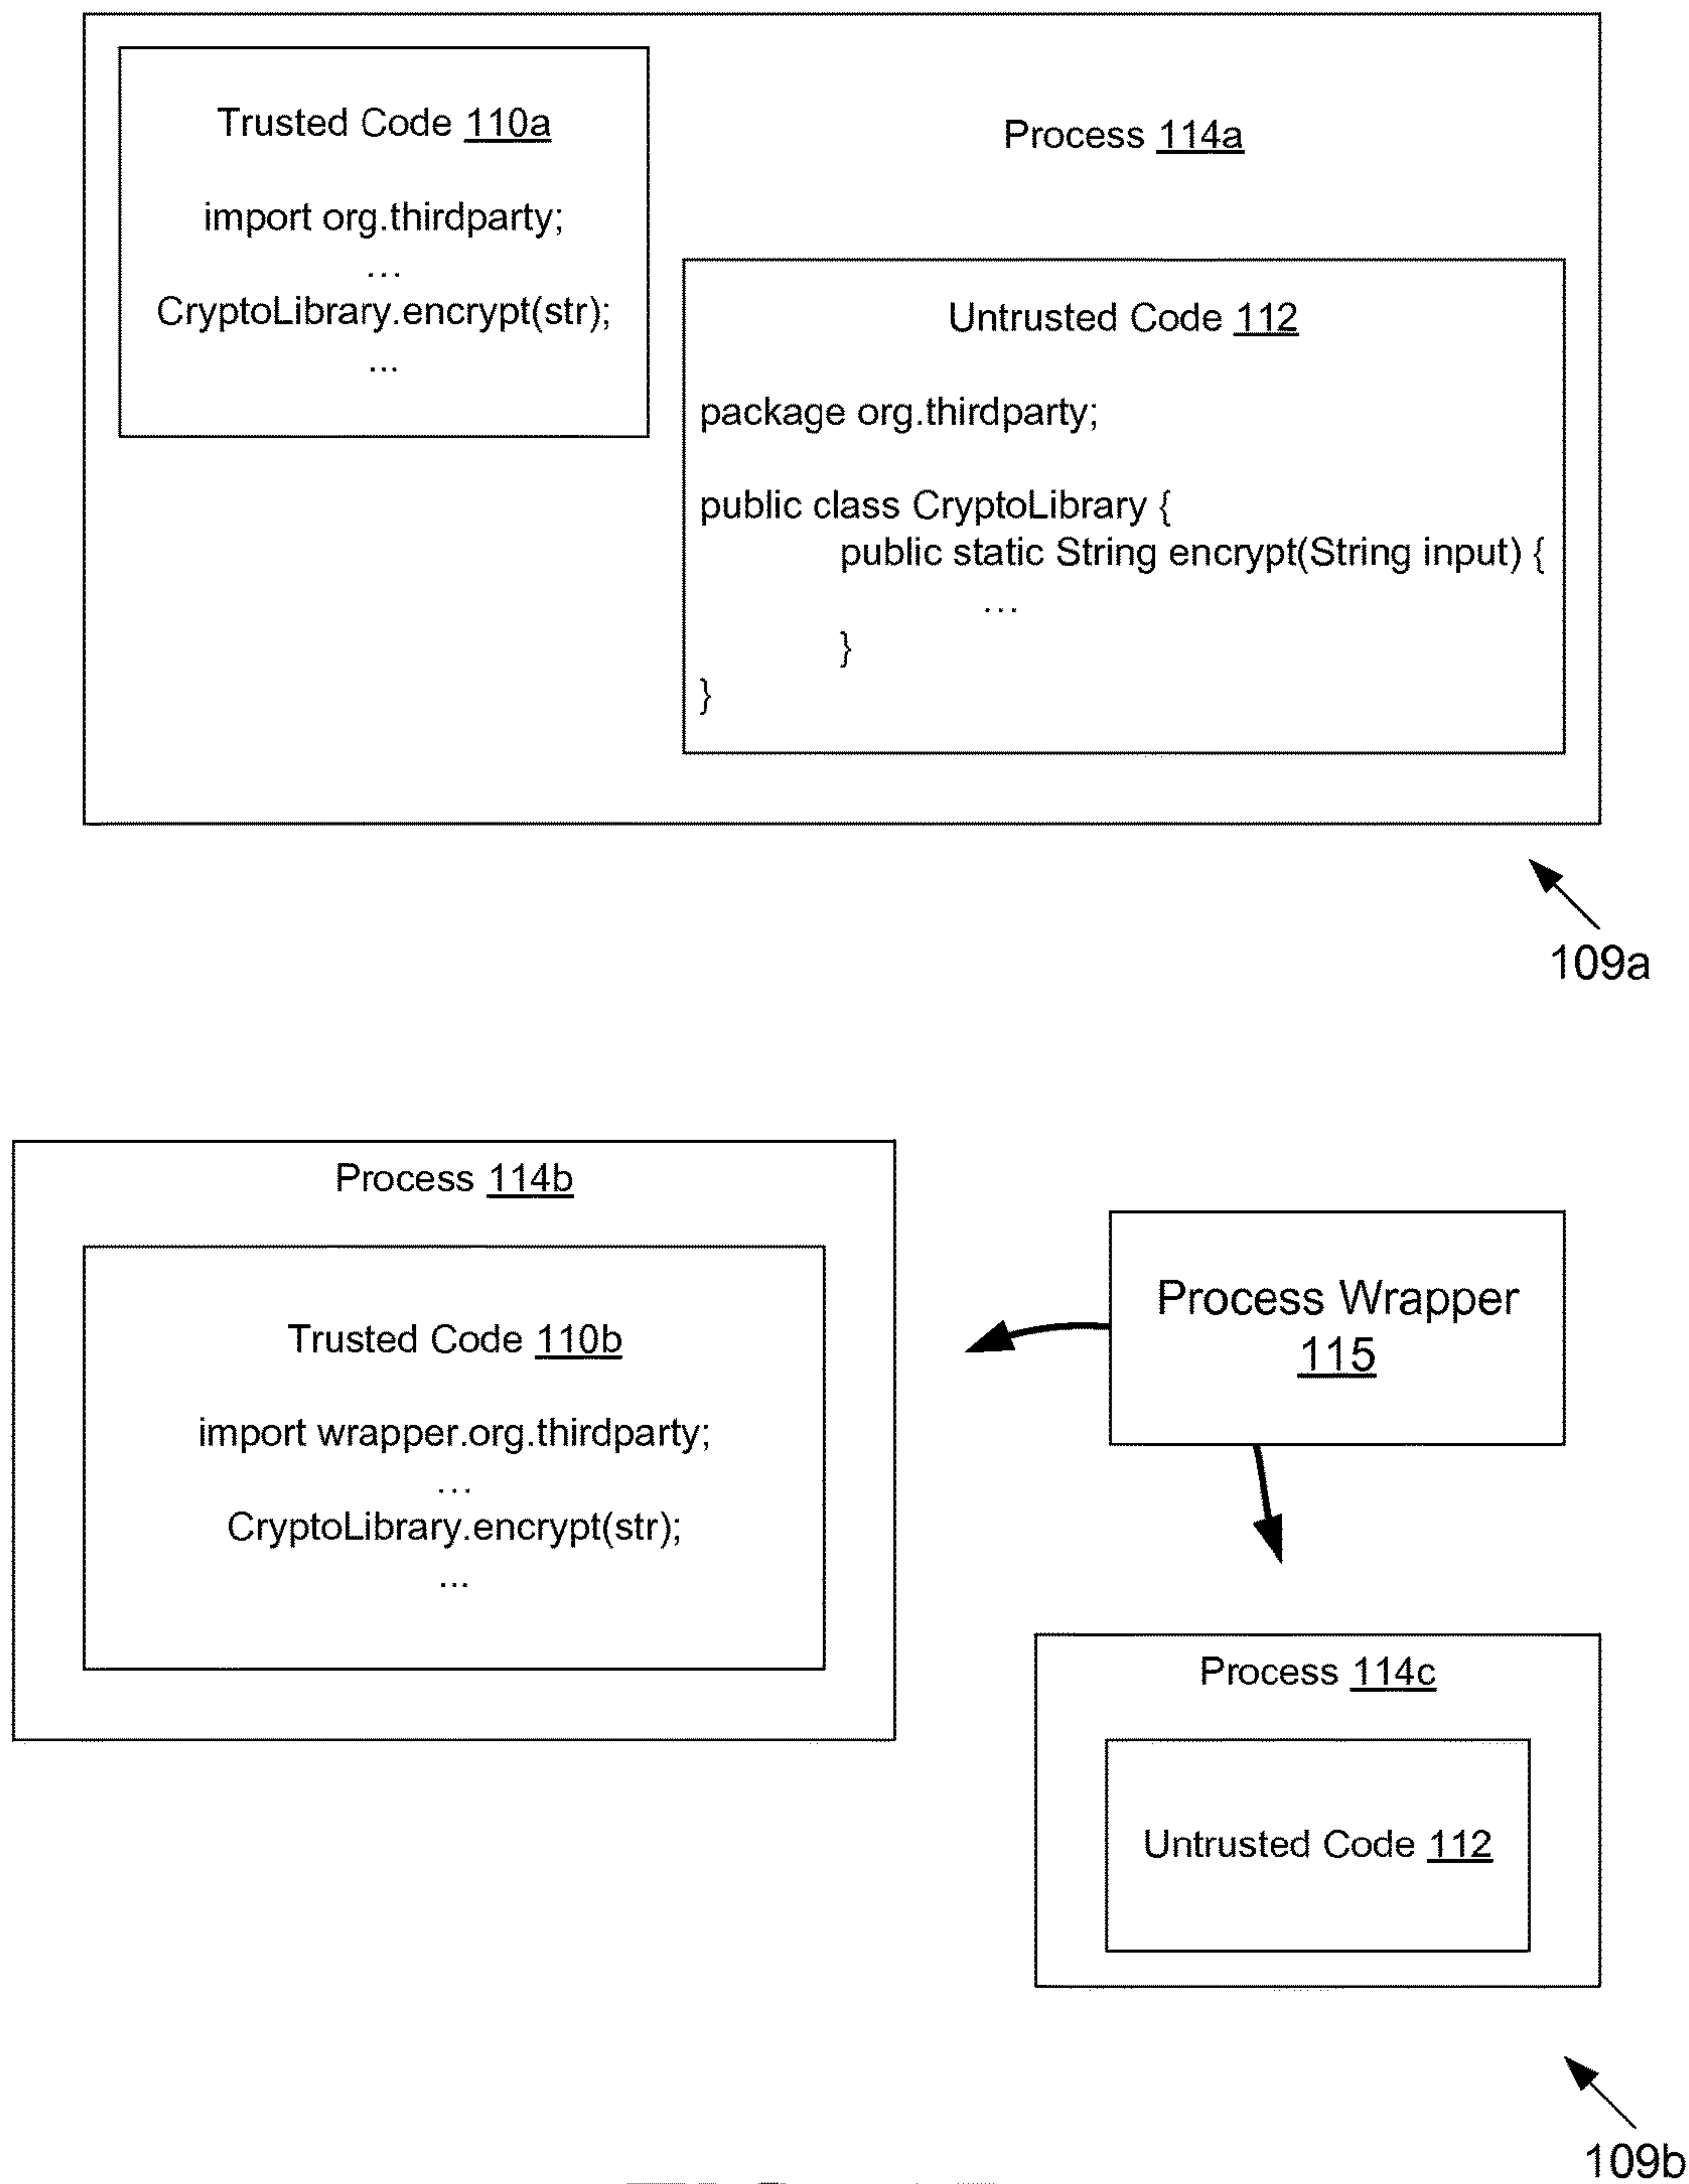 Trusted Code 110a
import org.thirdparty;
...
CryptoLibrary.encrypt(str);
...
Process 114a
Untrusted Code 112
package org.thirdparty;
public class CryptoLibrary {
public static String encrypt(String input) {
...
}
}
109a
Process 114b
Trusted Code 110b
import wrapper.org.thirdparty;
...
CryptoLibrary.encrypt(str);
...
Process Wrapper
115
Process 114c
Untrusted Code 112
109b